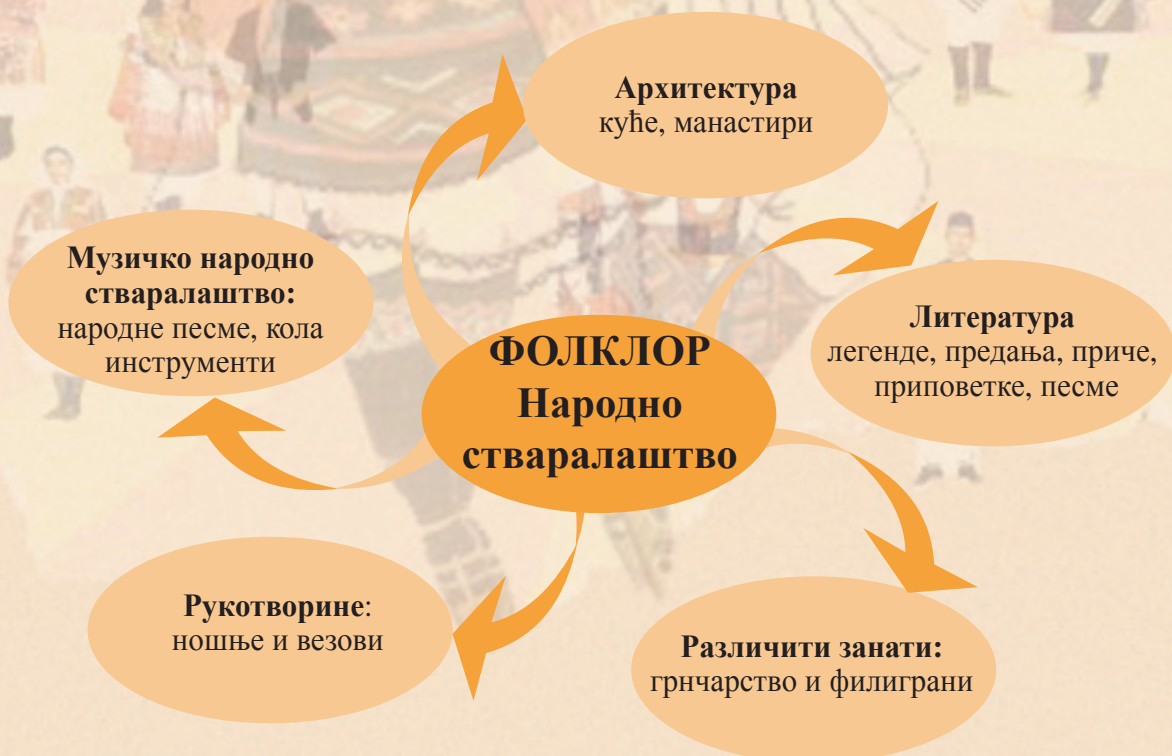 Архитектура
куће, манастири
Музичко народно
стваралаштво:
народне песме, кола
инструменти
Литература
легенде, предања, приче,
приповетке, песме
ФОЛКЛОР
Народно
стваралаштво
Рукотворине:
ношње и везови
Различити занати:
грнчарство и филиграни